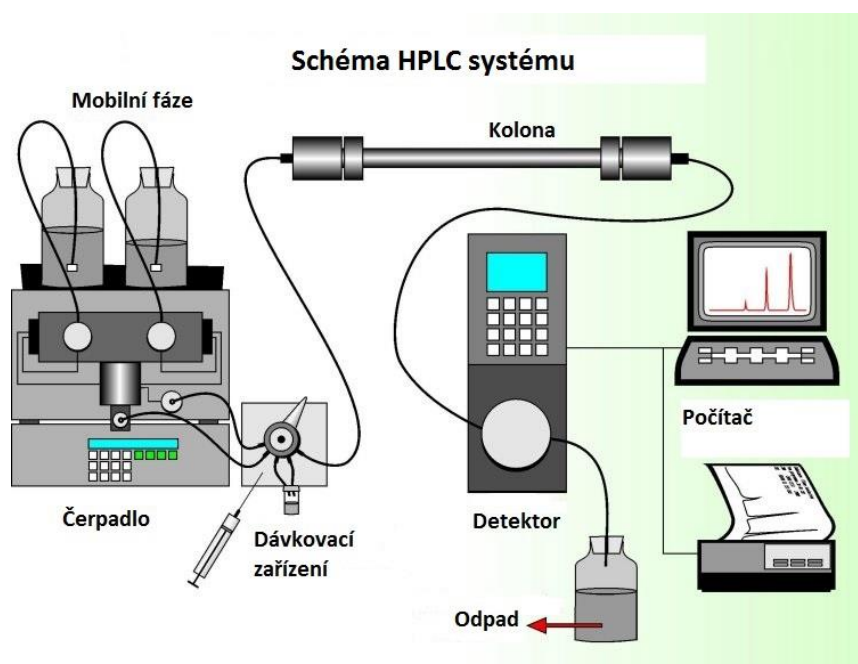 Schéma HPLC systému
Mobilní fáze
Kolona
Počítač
Čerpadlo
Dávkovací
zařízení
Detektor
Odpad